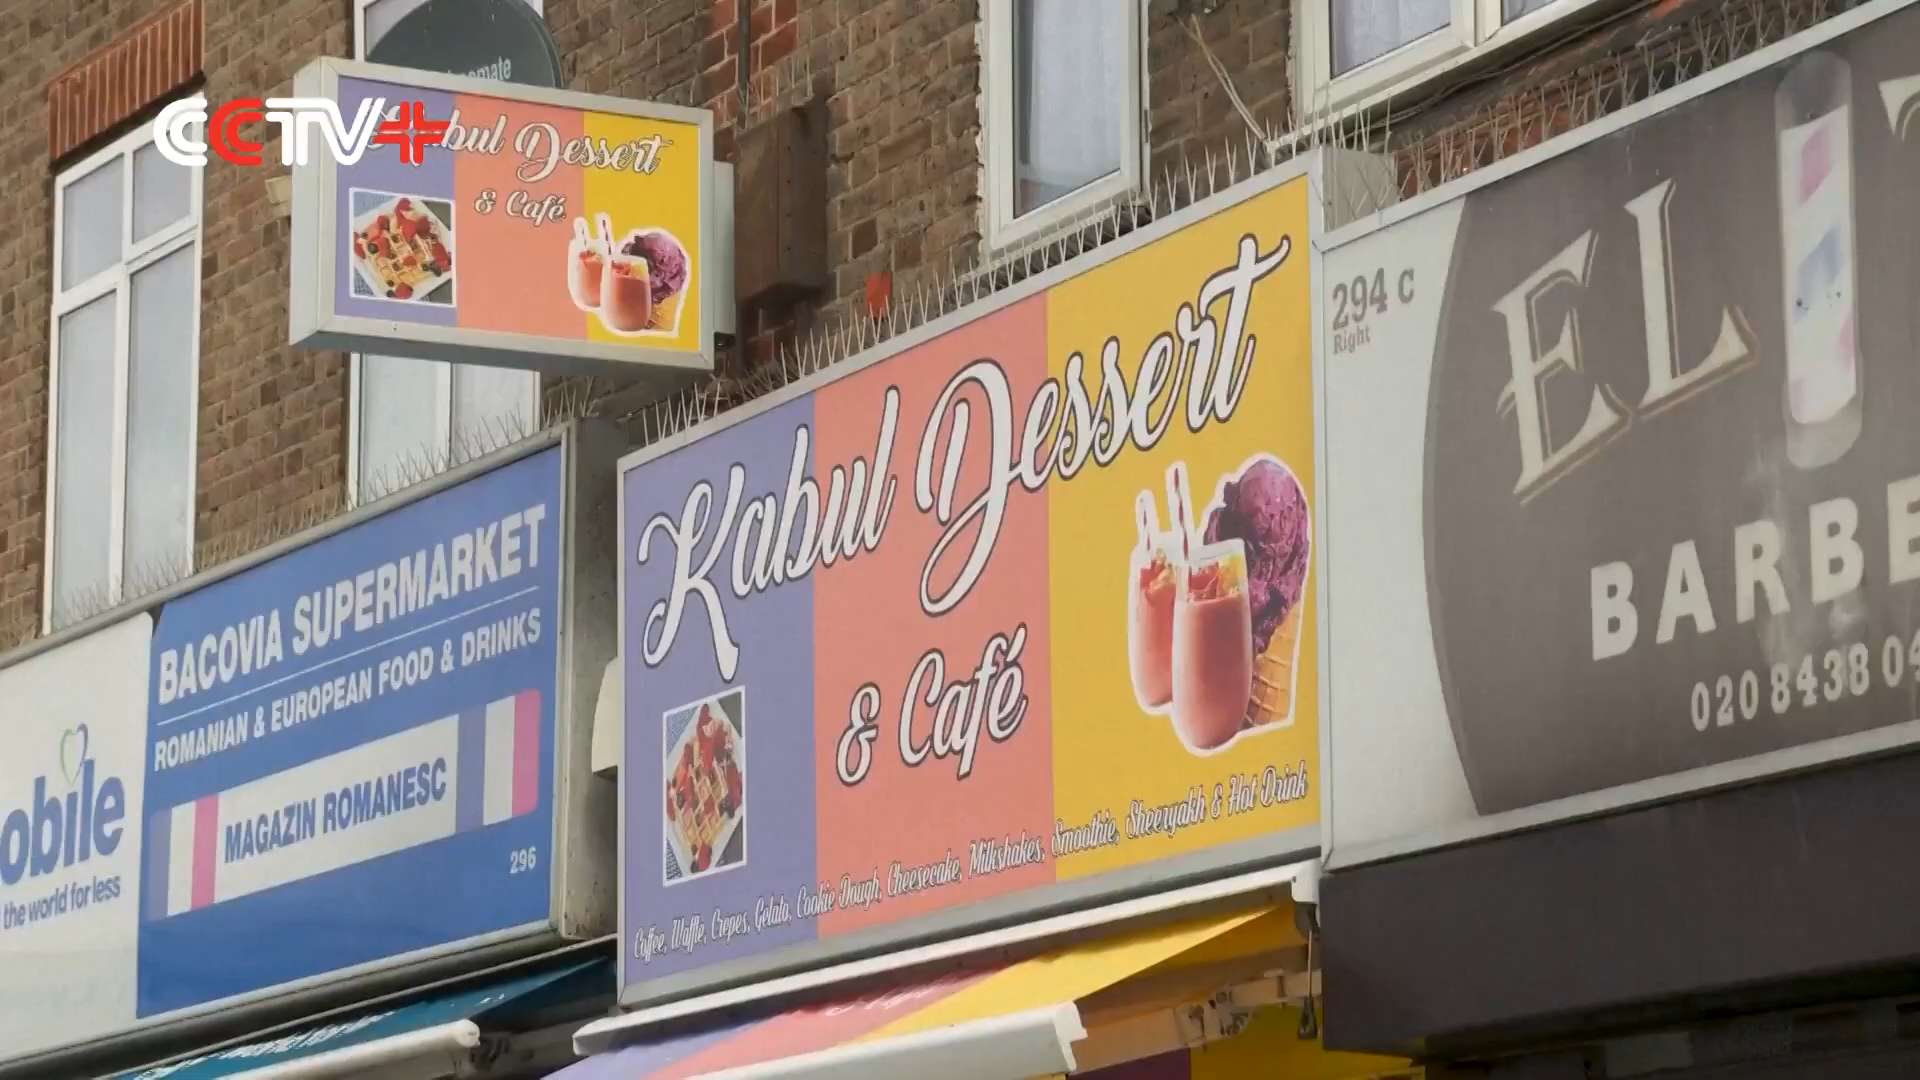 CCTV+
Kabul Dessert
& Café
BACOVIA SUPERMARKET
ROMANIAN & EUROPEAN FOOD & DRINKS
MAGAZIN ROMANESC
296
obile
the world for less
Kabul Dessert
& Café
Coffee, Waffle, Crepes, Gelato, Cookie Dough, Cheesecake, Milkshakes, Smoothie, Sheeryakh & Hot Drink
294 C
Right
EL
BARBE
020 8438 04